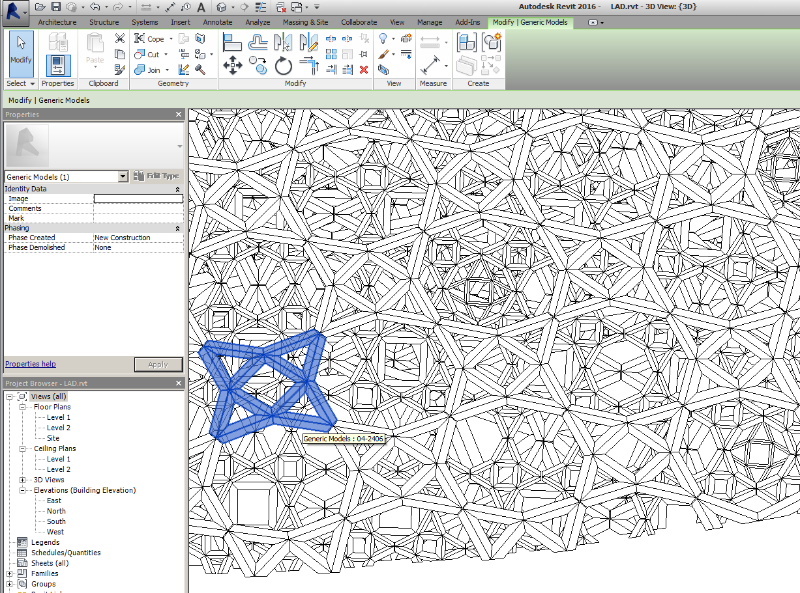 Autodesk Revit 2016 - LAD.rvt - 3D View: {3D}
Architecture Structure Systems Insert Annotate Analyze Massing & Site Collaborate View Manage Add-Ins Modify | Generic Models
Modify Paste Cope
Cut
Join
Select Properties Clipboard Geometry Modify View Measure Create
Modify | Generic Models
Properties
Generic Models (1) Edit Type
Identity Data
Image
Comments
Mark
Phasing
Phase Created New Construction
Phase Demolished None
Properties help Apply
Project Browser - LAD.rvt
Views (all)
Floor Plans
Level 1
Level 2
Site
Ceiling Plans
Level 1
Level 2
3D Views
Elevations (Building Elevation)
East
North
South
West
Legends
Schedules/Quantities
Sheets (all)
Families
Groups
Generic Models : 04-2406